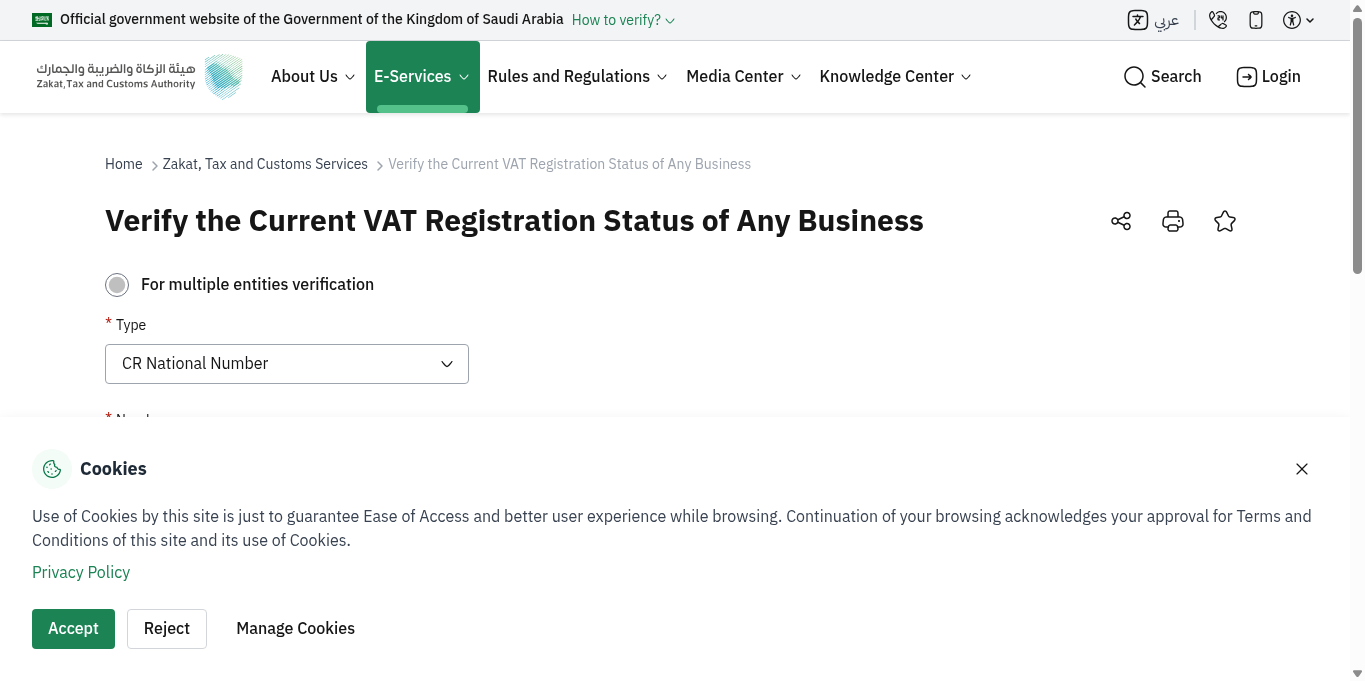 Official government website of the Government of the Kingdom of Saudi Arabia How to verify?
عربي
هيئة الزكاة والضريبة والجمارك
Zakat,Tax and Customs Authority
About Us
E-Services
Rules and Regulations
Media Center
Knowledge Center
Search
Login
Home
Zakat, Tax and Customs Services
Verify the Current VAT Registration Status of Any Business
Verify the Current VAT Registration Status of Any Business
For multiple entities verification
* Type
CR National Number
Cookies
Use of Cookies by this site is just to guarantee Ease of Access and better user experience while browsing. Continuation of your browsing acknowledges your approval for Terms and
Conditions of this site and its use of Cookies.
Privacy Policy
Accept
Reject
Manage Cookies